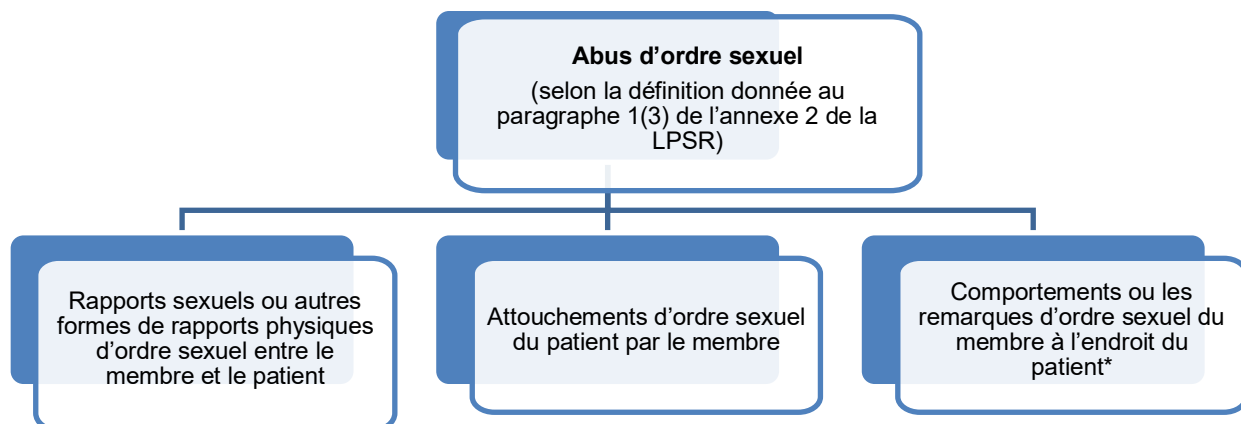 Abus d’ordre sexuel
(selon la définition donnée au
paragraphe 1(3) de l’annexe 2 de la
LPSR)
Rapports sexuels ou autres
formes de rapports physiques
d’ordre sexuel entre le
membre et le patient
Attouchements d’ordre sexuel
du patient par le membre
Comportements ou les
remarques d’ordre sexuel du
membre à l’endroit du
patient*